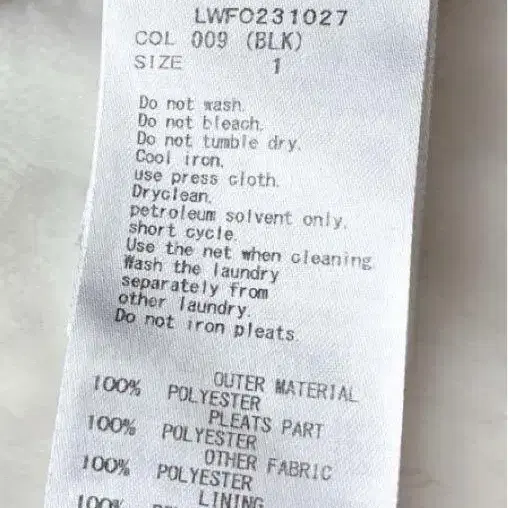 LWFO231027
COL 009 (BLK)
SIZE 1
Do not wash.
Do not bleach.
Do not tumble dry.
Cool iron.
use press cloth.
Dryclean.
petroleum solvent only.
short cycle.
Use the net when cleaning
Wash the laundry
separately from
other laundry.
Do not iron pleats.
OUTER MATERIAL
100% POLYESTER
PLEATS PART
100% POLYESTER
OTHER FABRIC
100% POLYESTER
LINING
100%